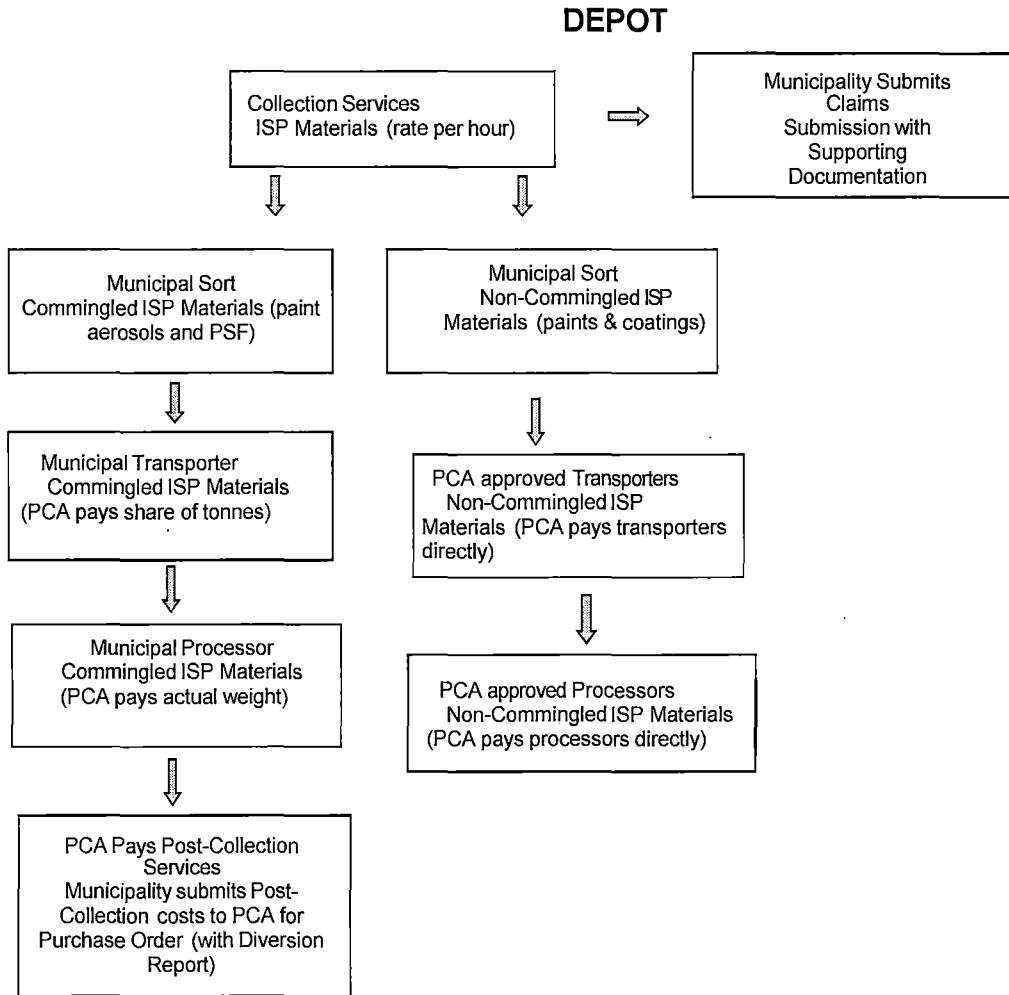 DEPOT
Collection Services
ISP Materials (rate per hour)
Municipality Submits
Claims
Submission with
Supporting
Documentation
Municipal Sort
Commingled ISP Materials (paint
aerosols and PSF)
Municipal Sort
Non-Commingled ISP
Materials (paints & coatings)
Municipal Transporter
Commingled ISP Materials
(PCA pays share of tonnes)
PCA approved Transporters
Non-Commingled ISP
Materials (PCA pays transporters
directly)
Municipal Processor
Commingled ISP Materials
(PCA pays actual weight)
PCA approved Processors
Non-Commingled ISP Materials
(PCA pays processors directly)
PCA Pays Post-Collection
Services
Municipality submits Post-
Collection costs to PCA for
Purchase Order (with Diversion
Report)